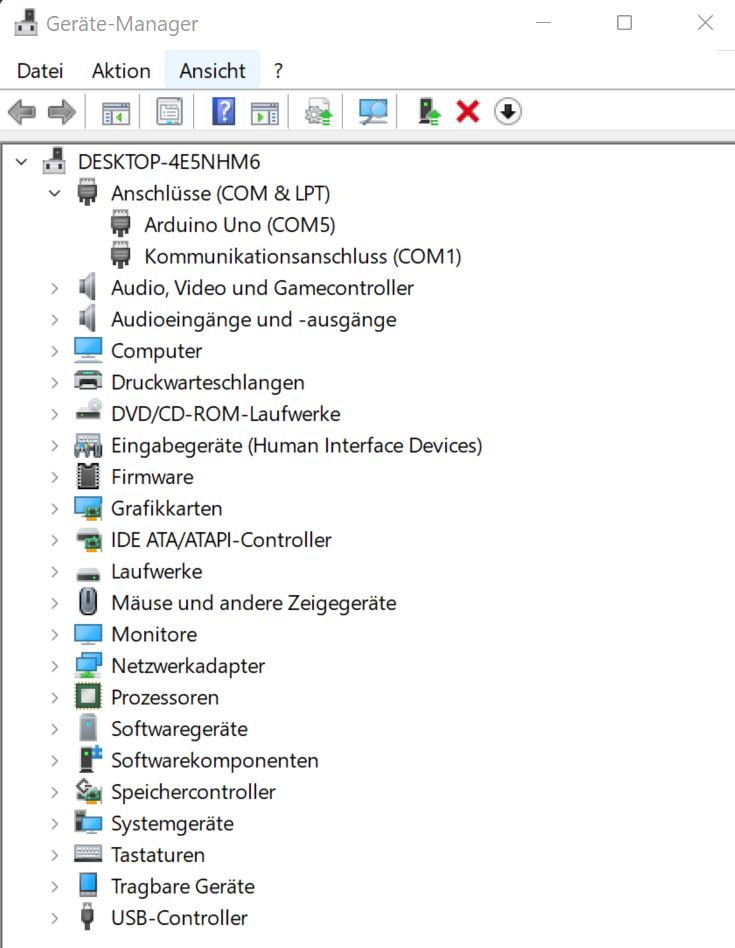 Geräte-Manager
Datei Aktion Ansicht ?
DESKTOP-4E5NHM6
Anschlüsse (COM & LPT)
Arduino Uno (COM5)
Kommunikationsanschluss (COM1)
Audio, Video und Gamecontroller
Audioeingänge und -ausgänge
Computer
Druckwarteschlangen
DVD/CD-ROM-Laufwerke
Eingabegeräte (Human Interface Devices)
Firmware
Grafikkarten
IDE ATA/ATAPI-Controller
Laufwerke
Mäuse und andere Zeigegeräte
Monitore
Netzwerkadapter
Prozessoren
Softwaregeräte
Softwarekomponenten
Speichercontroller
Systemgeräte
Tastaturen
Tragbare Geräte
USB-Controller